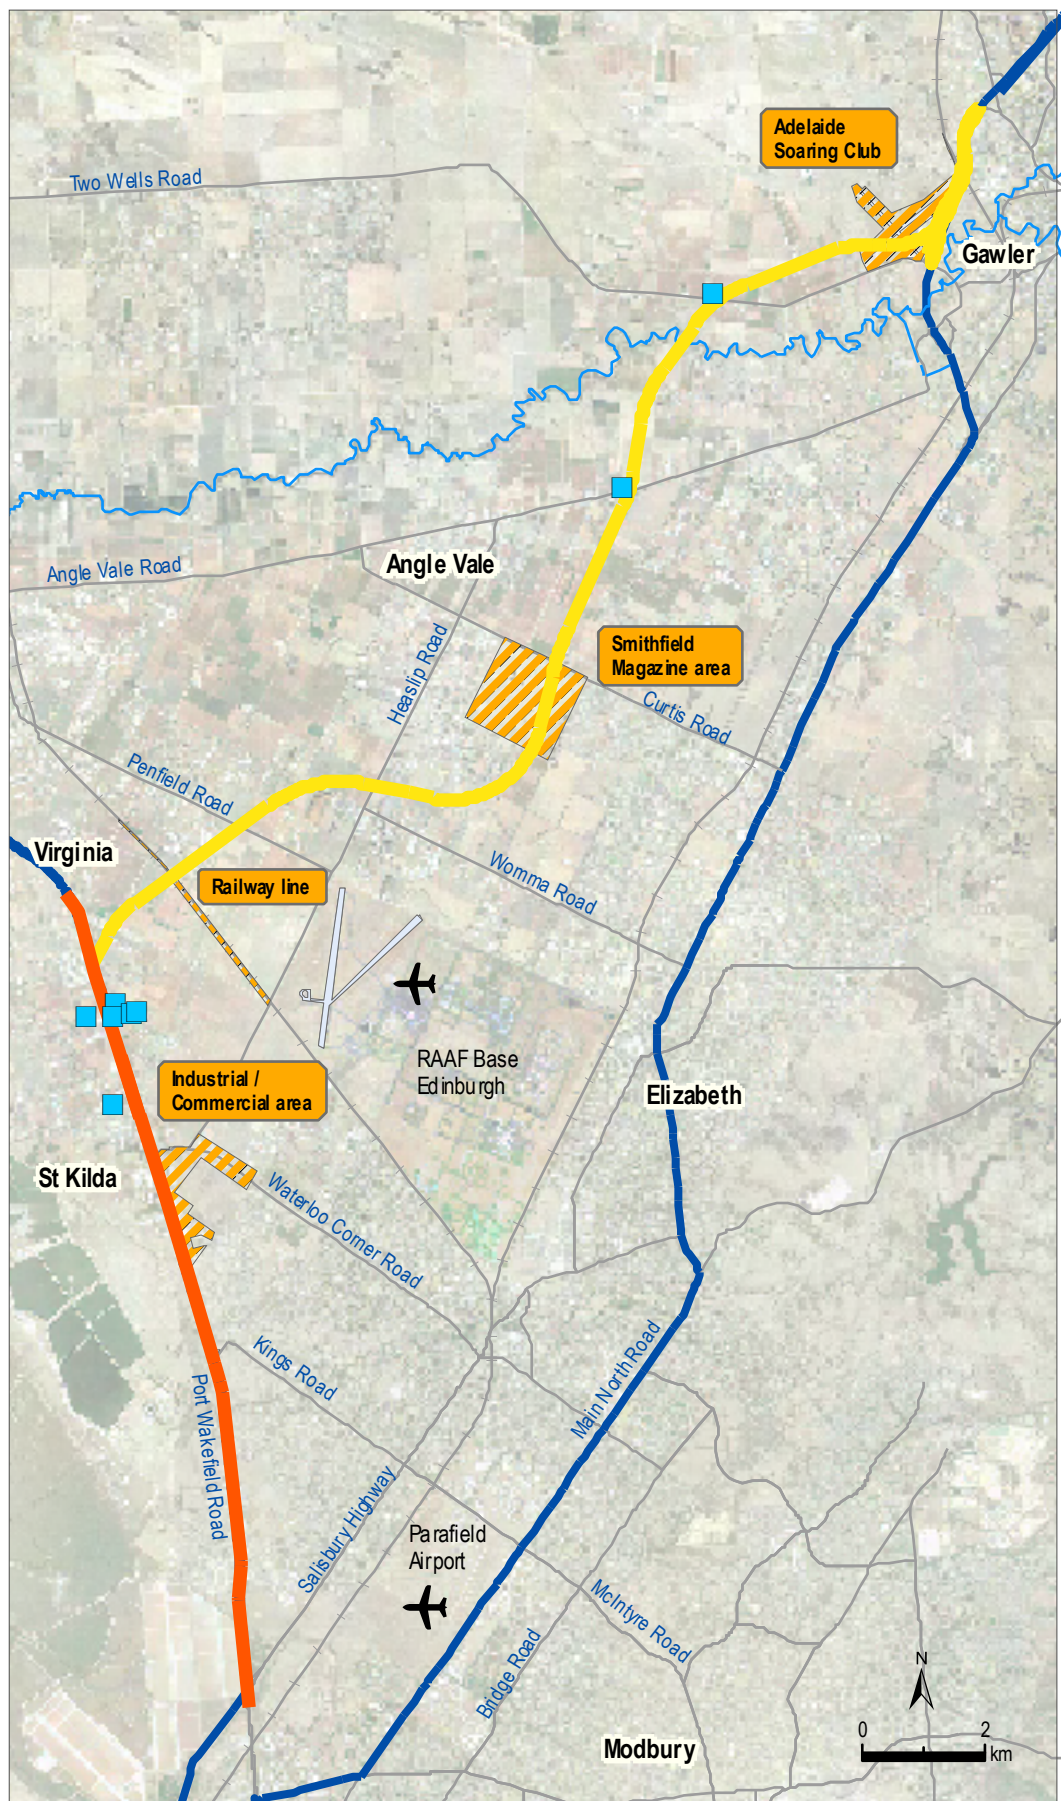 Adelaide
Soaring Club
Two Wells Road
Gawler
Angle Vale
Angle Vale Road
Smithfield
Magazine area
Heaslip Road
Curtis Road
Penfield Road
Virginia
Railway line
Womma Road
RAAF Base
Edinburgh
Industrial /
Commercial area
Elizabeth
St Kilda
Waterloo Corner Road
Kings Road
Main North Road
Port Wakefield Road
Salisbury Highway
Parafield
Airport
McIntyre Road
Bridge Road
Modbury
N
0 2
km